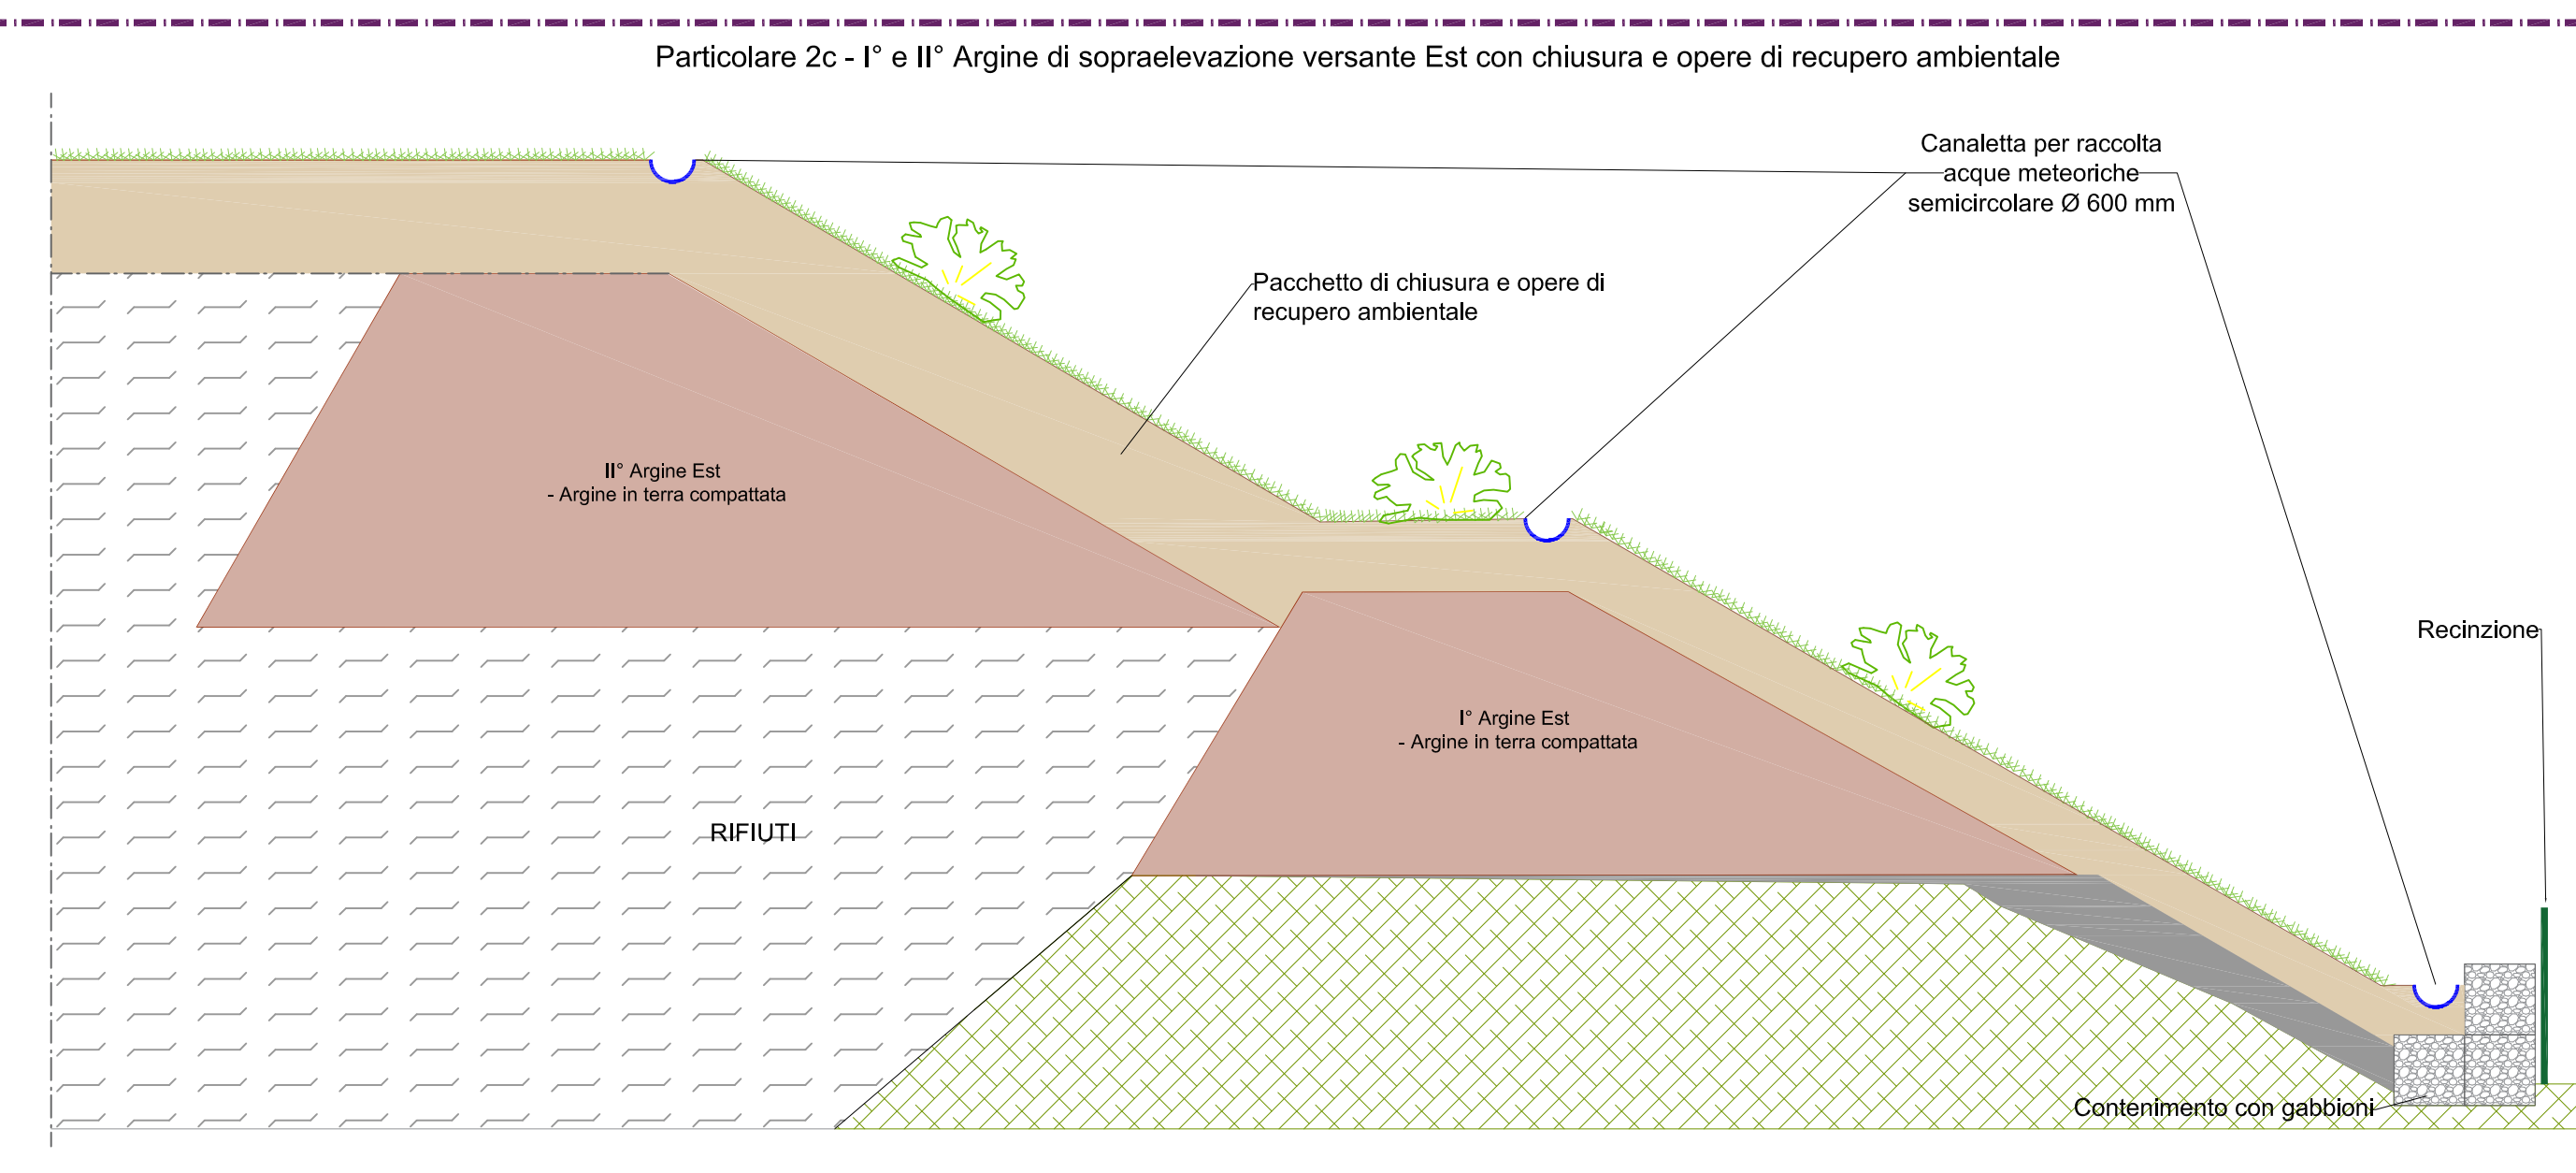 Particolare 2c - I° e II° Argine di sopraelevazione versante Est con chiusura e opere di recupero ambientale
Canaletta per raccolta
acque meteoriche
semicircolare Ø 600 mm
Pacchetto di chiusura e opere di
recupero ambientale
II° Argine Est
- Argine in terra compattata
Recinzione
I° Argine Est
- Argine in terra compattata
RIFIUTI
Contenimento con gabbioni